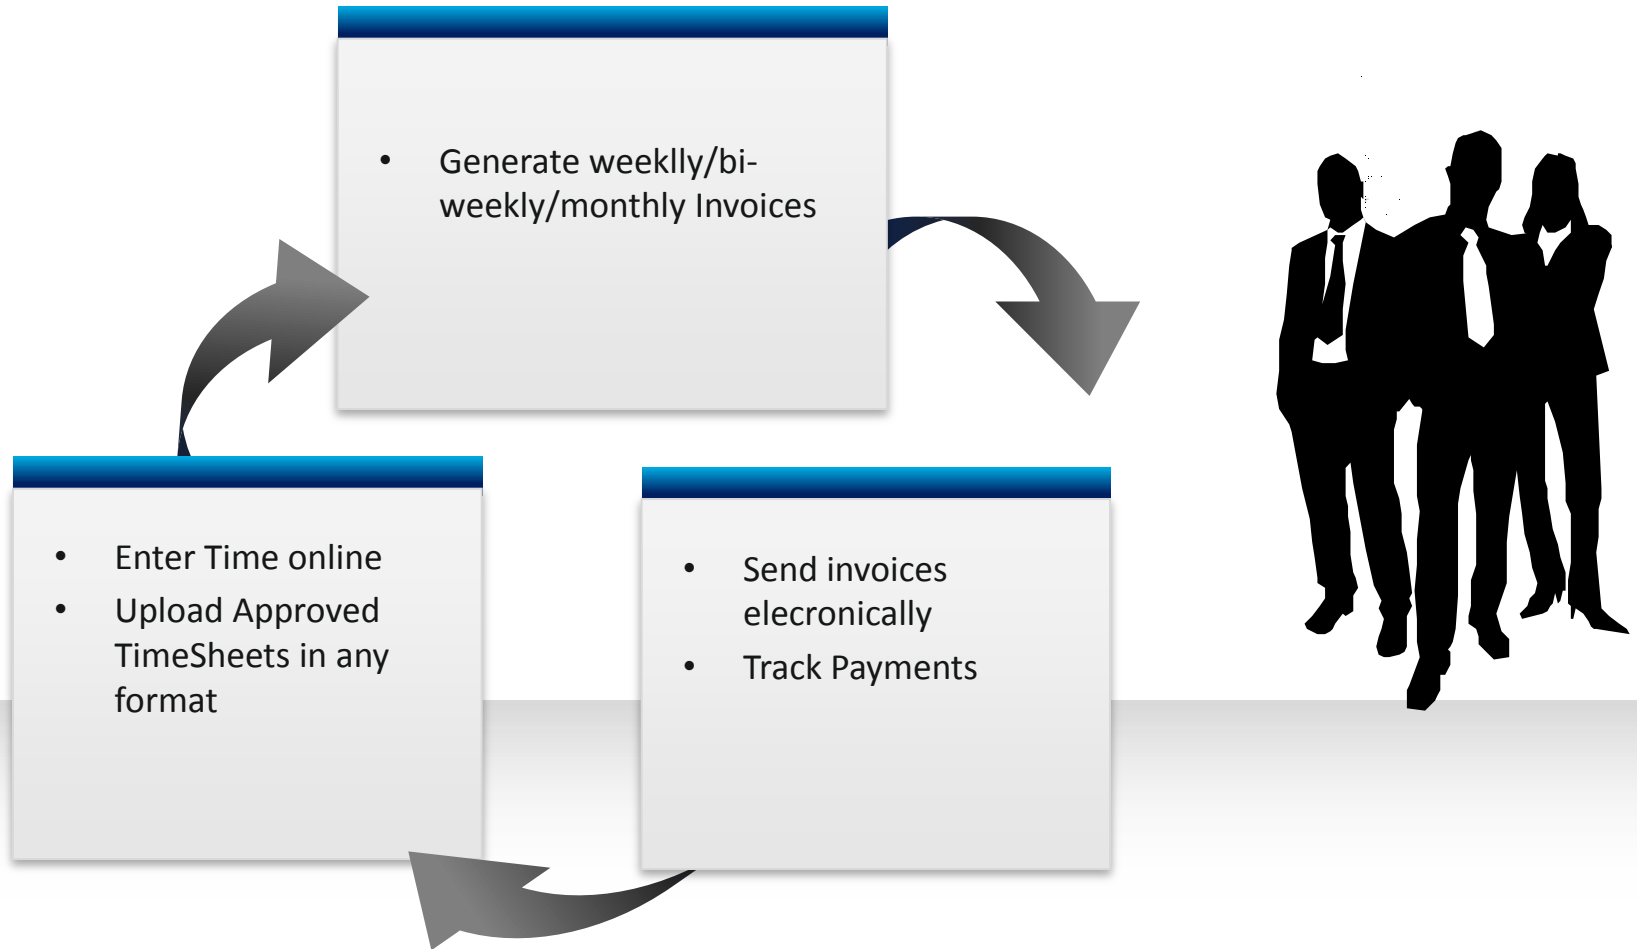 • Generate weeklly/bi-
weekly/monthly Invoices
• Enter Time online
• Upload Approved
TimeSheets in any
format
• Send invoices
elecronically
• Track Payments